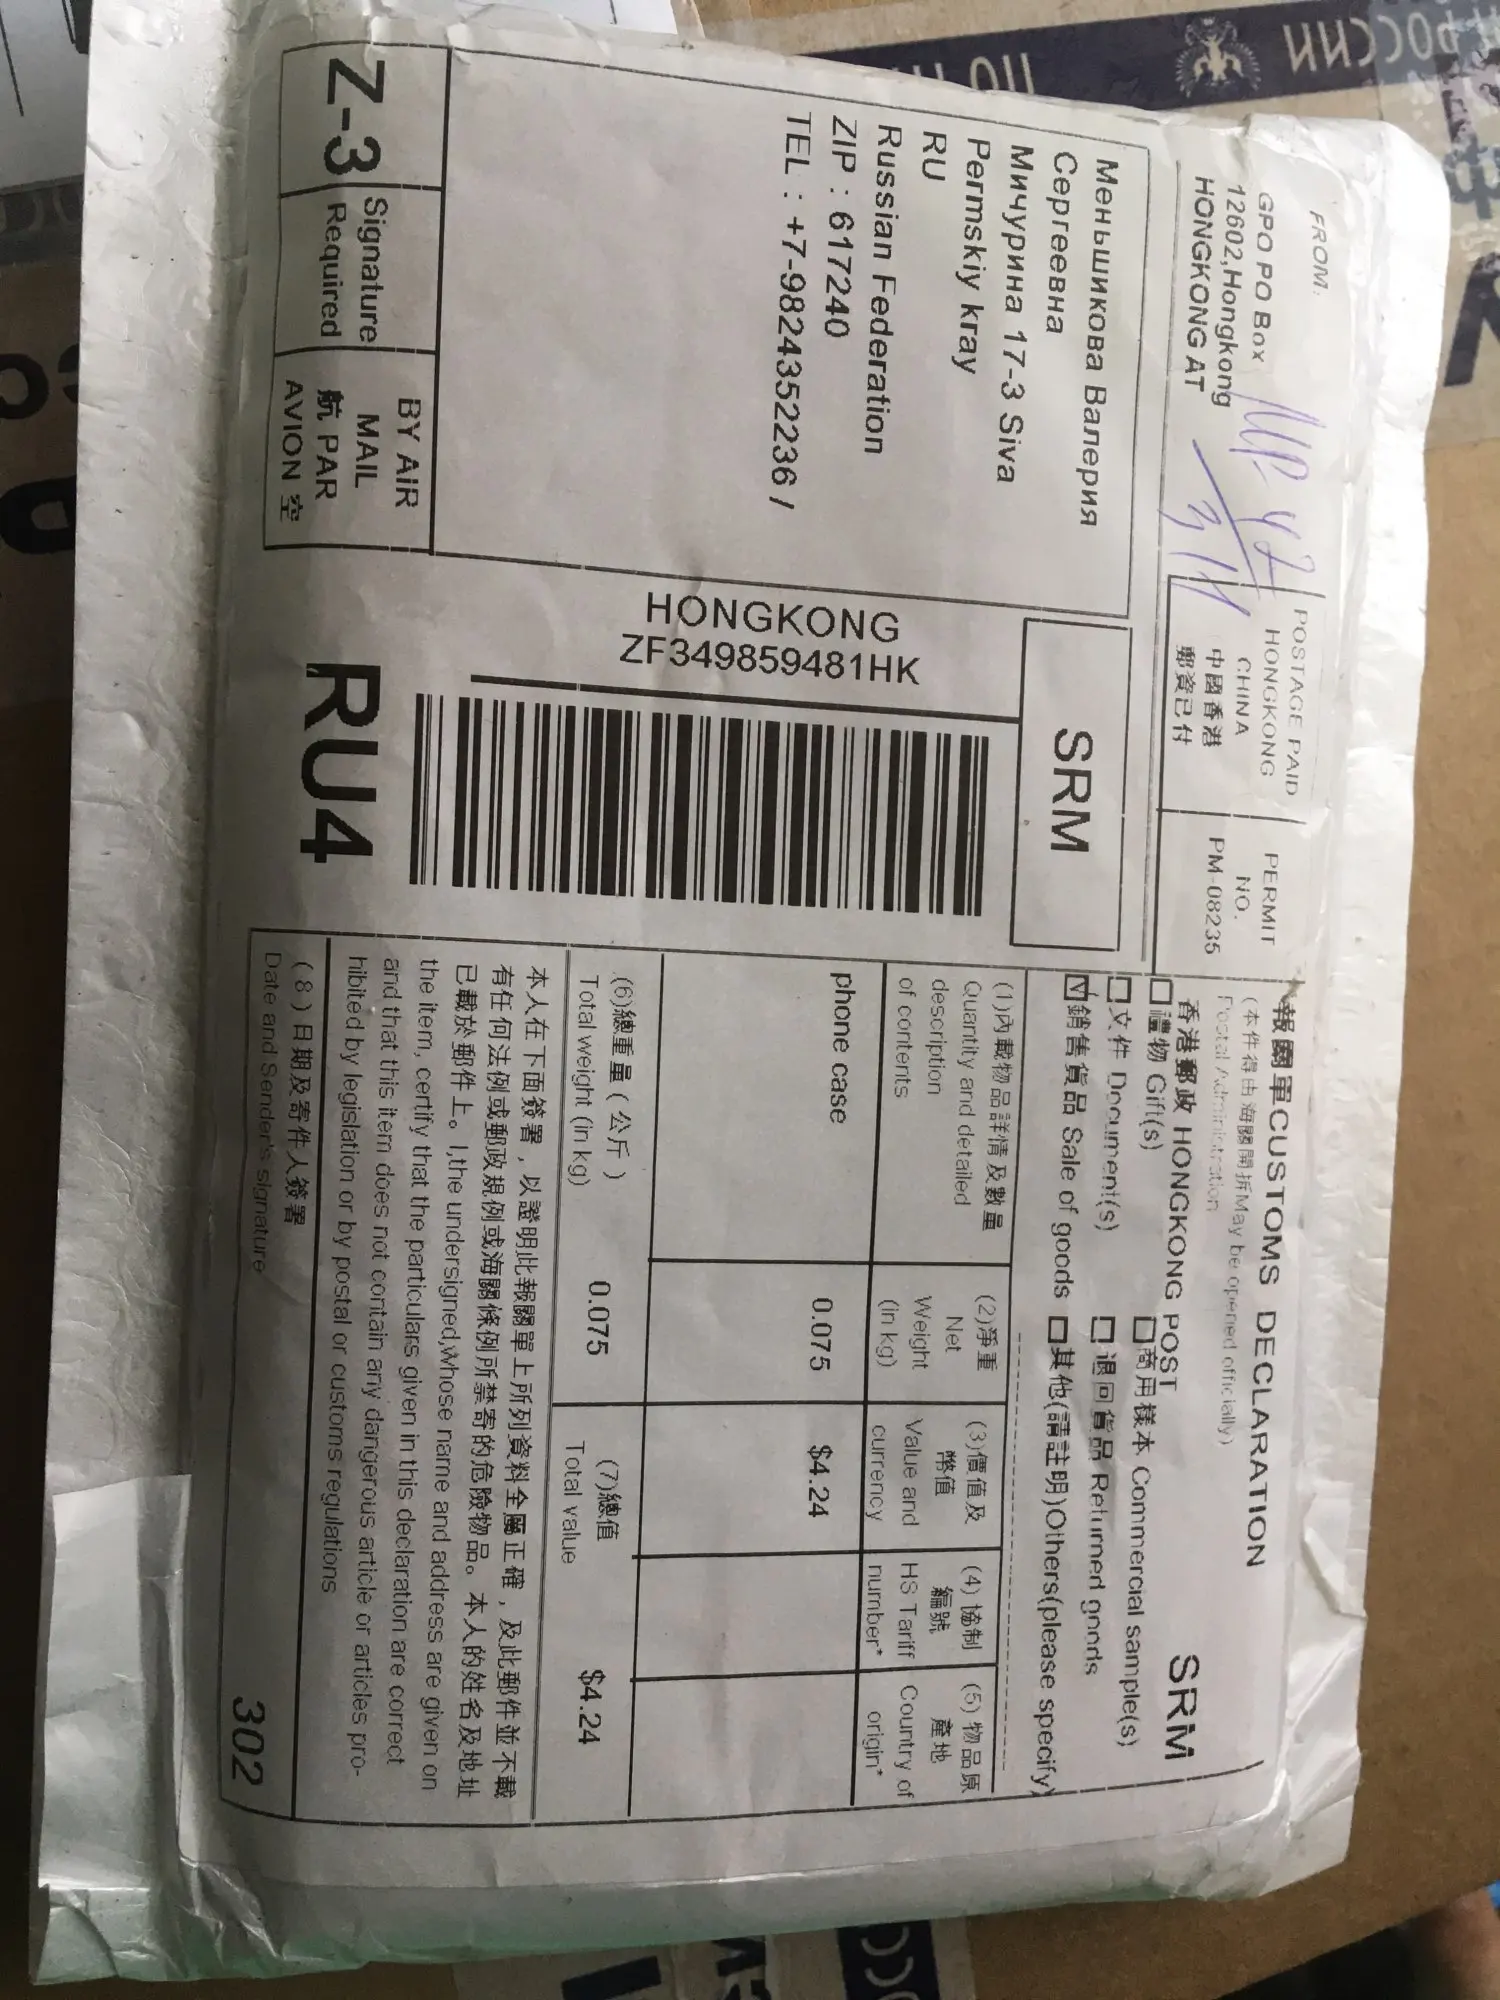 FROM:
GPO PO Box
12602,Hongkong
HONGKONG AT
POSTAGE PAID
HONGKONG
CHINA
中國香港
郵資已付
PERMIT
NO.
PM-08235
Меньшикова Валерия
Сергеевна
Мичурина 17-3 Siva
Permskiy kray
RU
Russian Federation
ZIP : 617240
TEL : +7-9824352236 /
SRM
HONGKONG
ZF349859481HK
Z-3
Signature
Required
BY AIR
MAIL
航 PAR
AVION 空
RU4
報關單CUSTOMS DECLARATION
(本件得由海關開拆May be opened officially)
Postal Administration
香港郵政 HONGKONG POST
SRM
禮物 Gift(s)
商用樣本 Commercial sample(s)
文件 Document(s)
退回貨品 Returned goods
銷售貨品 Sale of goods
其他(請註明)Others(please specify)
(1)內載物品詳情及數量
Quantity and detailed
description
of contents
(2)淨重
Net
Weight
(in kg)
(3)價值及
幣值
Value and
currency
(4) 協制
編號
HS Tariff
number*
(5) 物品原
產地
Country of
origin*
phone case
0.075
$4.24
(6)總重量 ( 公斤 )
Total weight (in kg)
0.075
(7)總值
Total value
$4.24
本人在下面簽署 , 以證明此報關單上所列資料全屬正確 , 及此郵件並不載
有任何法例或郵政規例或海關條例所禁寄的危險物品。本人的姓名及地址
已載於郵件上。I,the undersigned,whose name and address are given on
the item, certify that the particulars given in this declaration are correct
and that this item does not contain any dangerous article or articles pro-
hibited by legislation or by postal or customs regulations
( 8 ) 日期及寄件人簽署
Date and Sender's signature
302